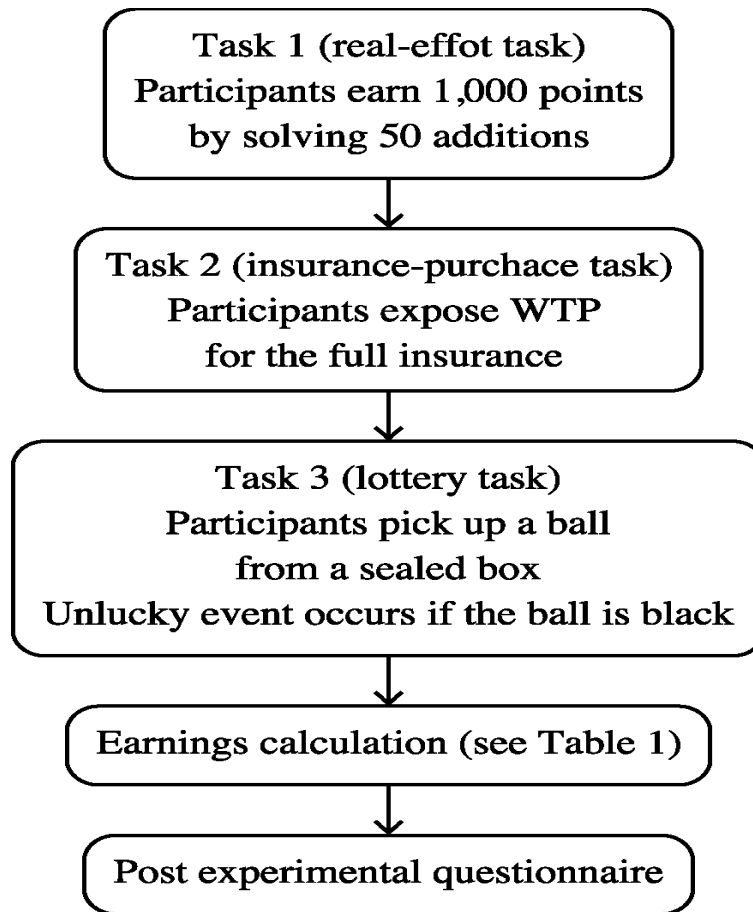 Task 1 (real-effot task)
Participants earn 1,000 points
by solving 50 additions
Task 2 (insurance-purchace task)
Participants expose WTP
for the full insurance
Task 3 (lottery task)
Participants pick up a ball
from a sealed box
Unlucky event occurs if the ball is black
Earnings calculation (see Table 1)
Post experimental questionnaire